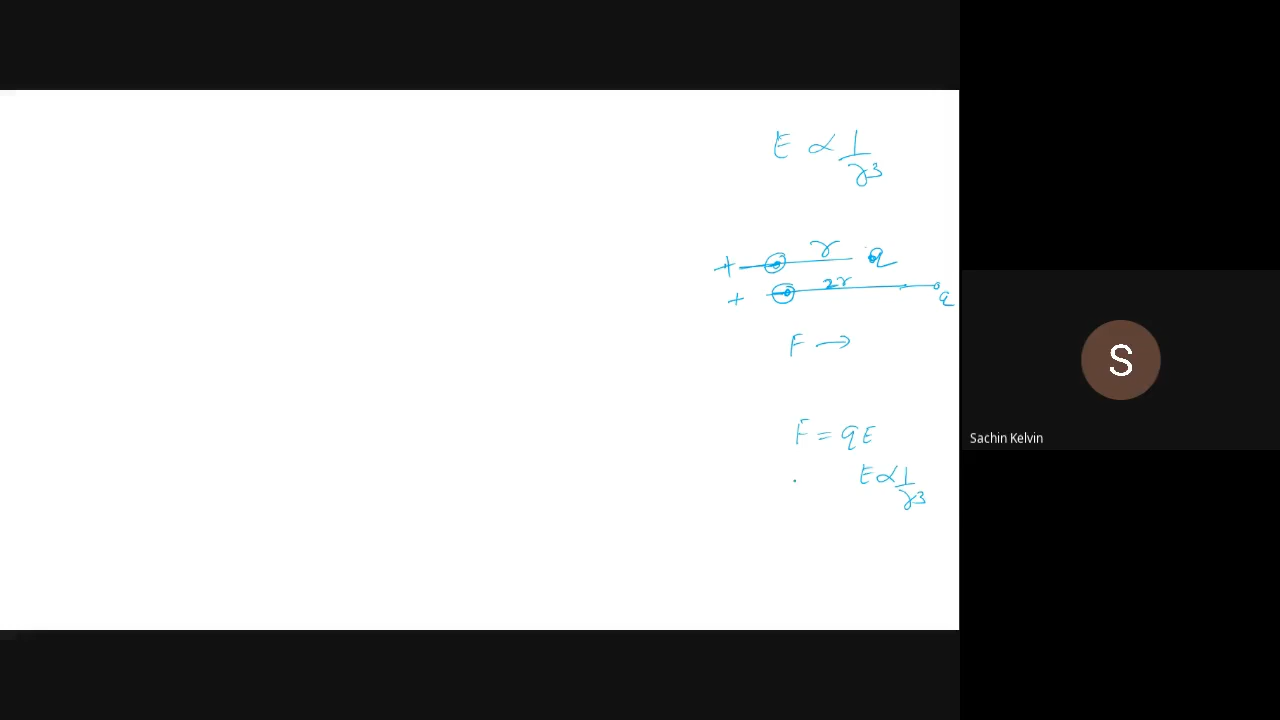 E ∝ 1/r³
+ r q
+ 2r q
F →
F = qE
E ∝ 1/r³
S
Sachin Kelvin